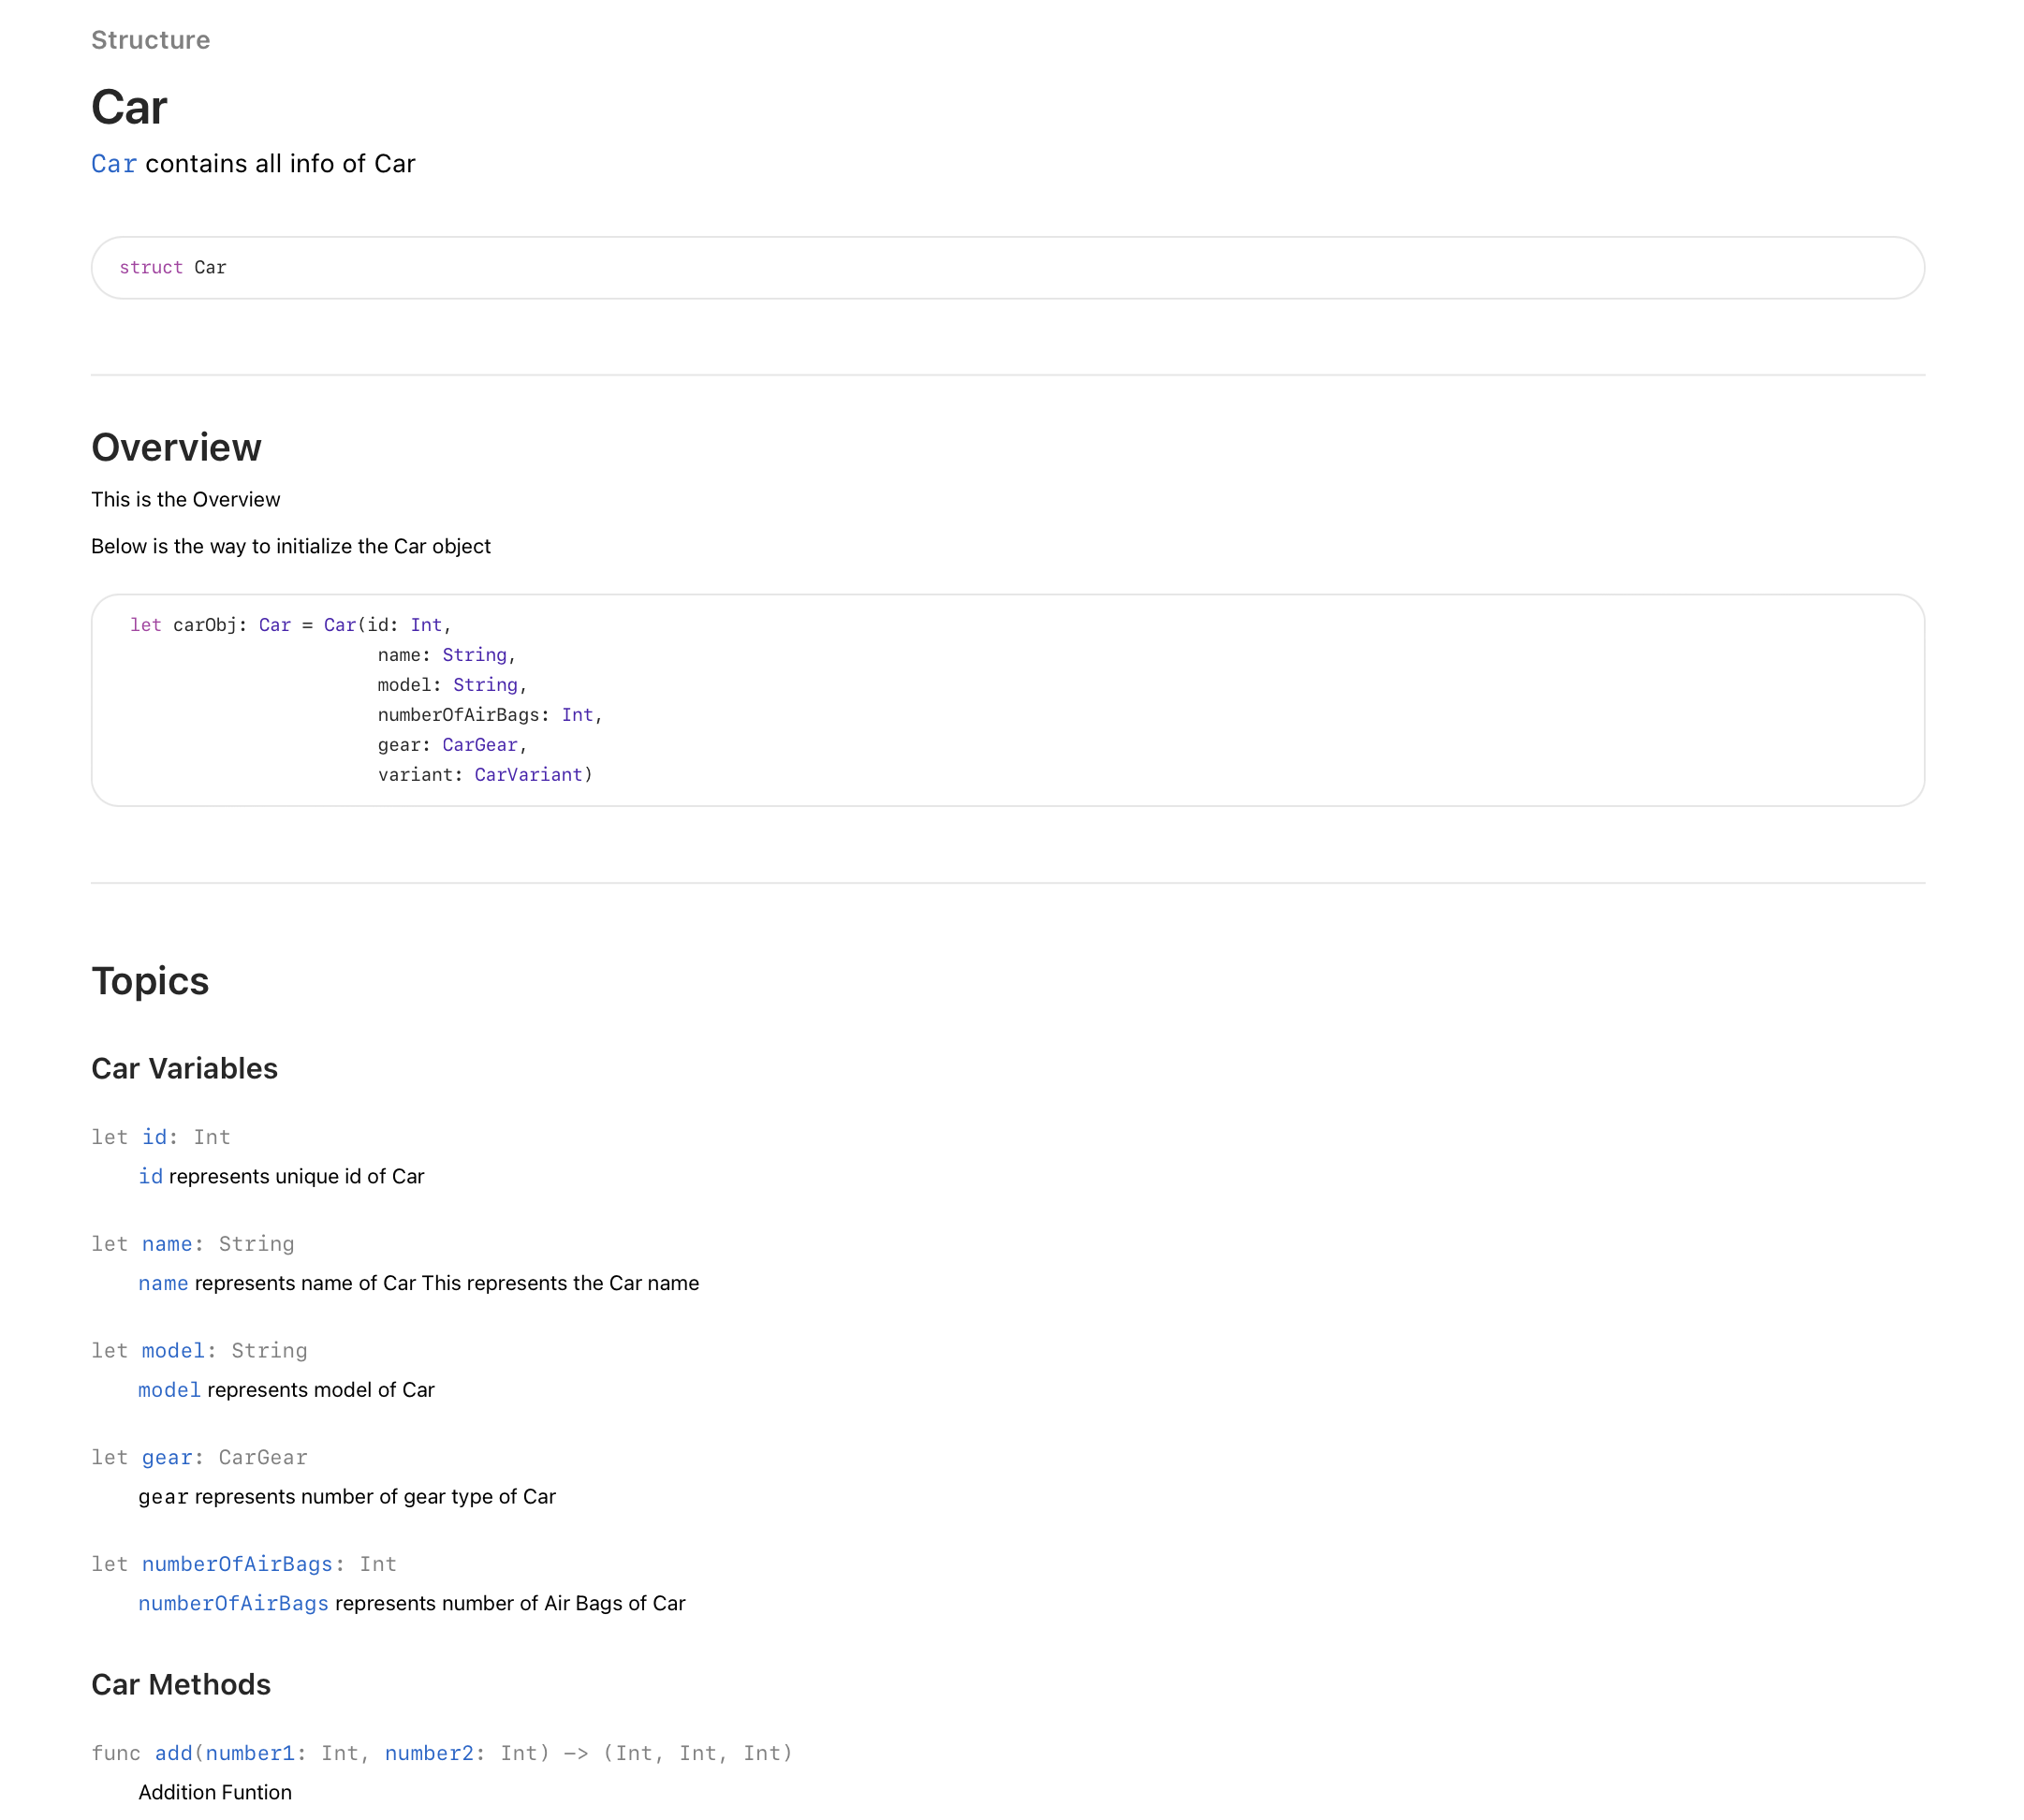 Structure
Car
Car contains all info of Car
struct Car
Overview
This is the Overview
Below is the way to initialize the Car object
let carObj: Car = Car(id: Int,
name: String,
model: String,
numberOfAirBags: Int,
gear: CarGear,
variant: CarVariant)
Topics
Car Variables
let id: Int
id represents unique id of Car
let name: String
name represents name of Car This represents the Car name
let model: String
model represents model of Car
let gear: CarGear
gear represents number of gear type of Car
let numberOfAirBags: Int
numberOfAirBags represents number of Air Bags of Car
Car Methods
func add(number1: Int, number2: Int) -> (Int, Int, Int)
Addition Funtion